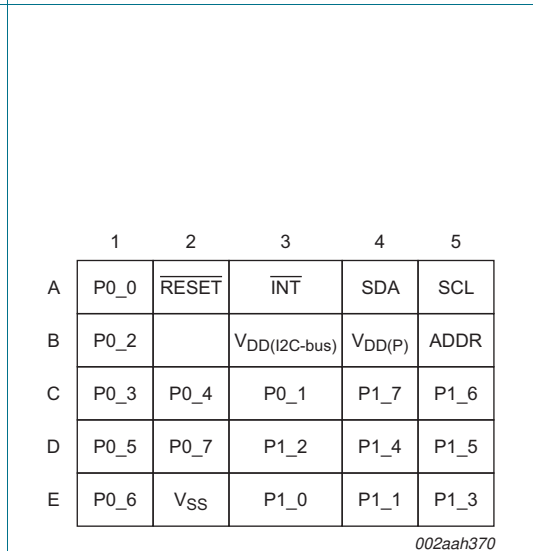 1 2 3 4 5
A P0_0 RESET INT SDA SCL
B P0_2 VDD(I2C-bus) VDD(P) ADDR
C P0_3 P0_4 P0_1 P1_7 P1_6
D P0_5 P0_7 P1_2 P1_4 P1_5
E P0_6 VSS P1_0 P1_1 P1_3
002aah370